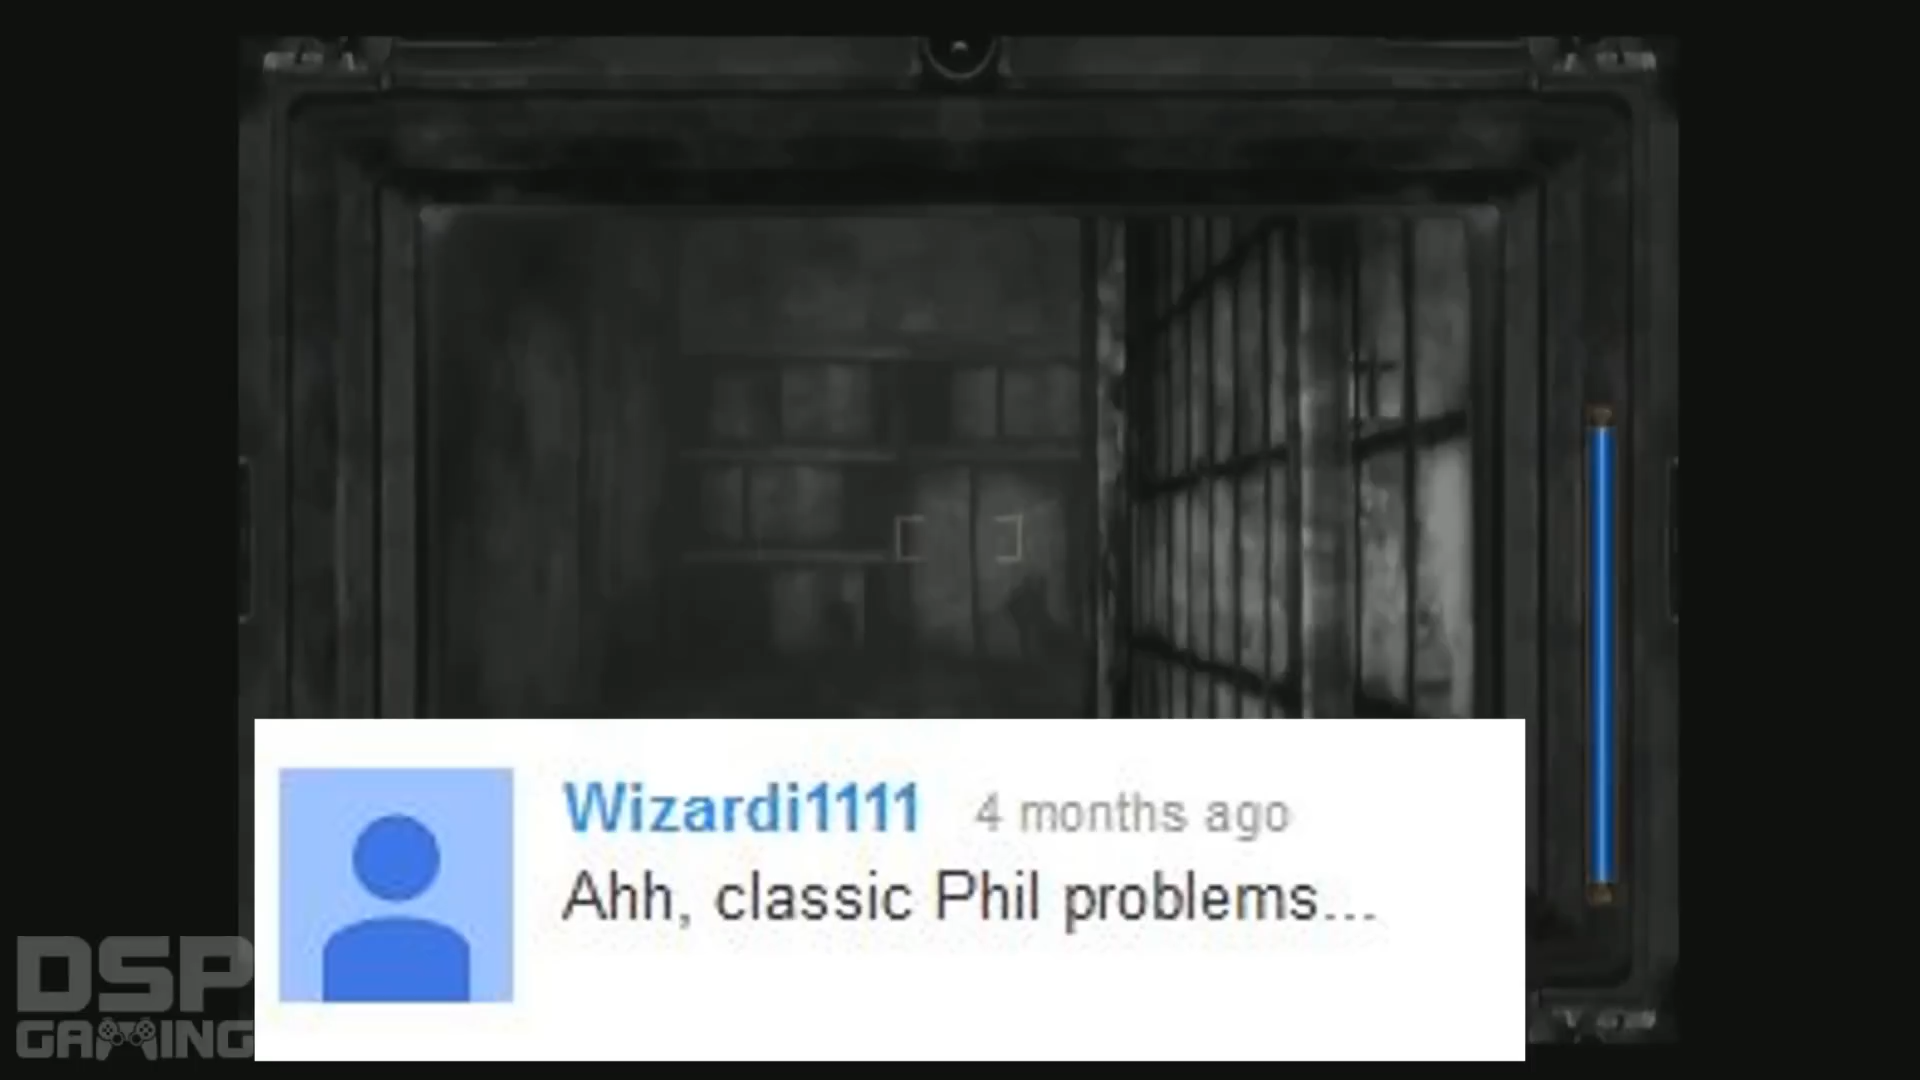 Wizardi1111 4 months ago
Ahh, classic Phil problems...
DSP
GAMING